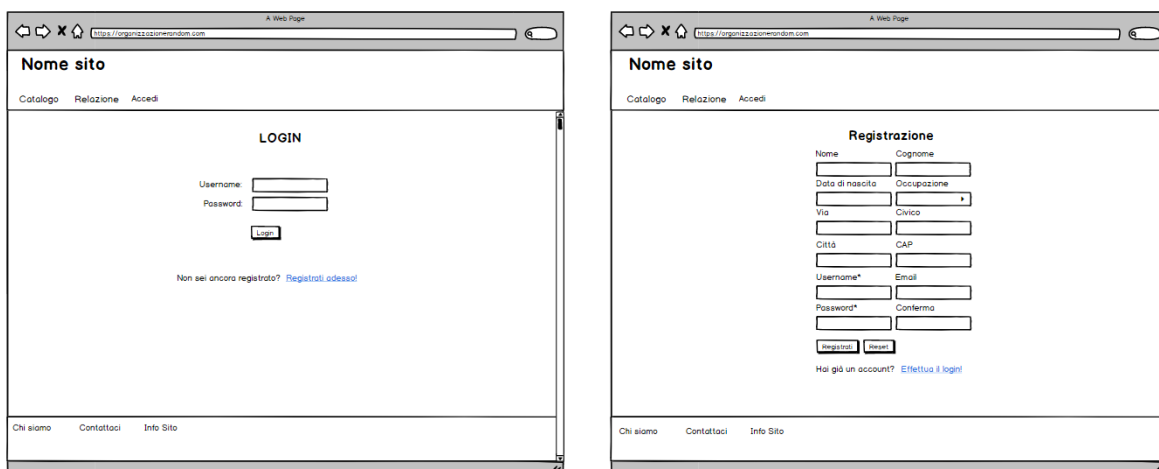 A Web Page
https://organizzazionerandom.com
Nome sito
Catalogo Relazione Accedi
LOGIN
Username:
Password:
Login
Non sei ancora registrato? Registrati adesso!
Chi siamo Contattaci Info Sito
A Web Page
https://organizzazionerandom.com
Nome sito
Catalogo Relazione Accedi
Registrazione
Nome Cognome
Data di nascita Occupazione
Via Civico
Città CAP
Username* Email
Password* Conferma
Registrati Reset
Hai già un account? Effettua il login!
Chi siamo Contattaci Info Sito